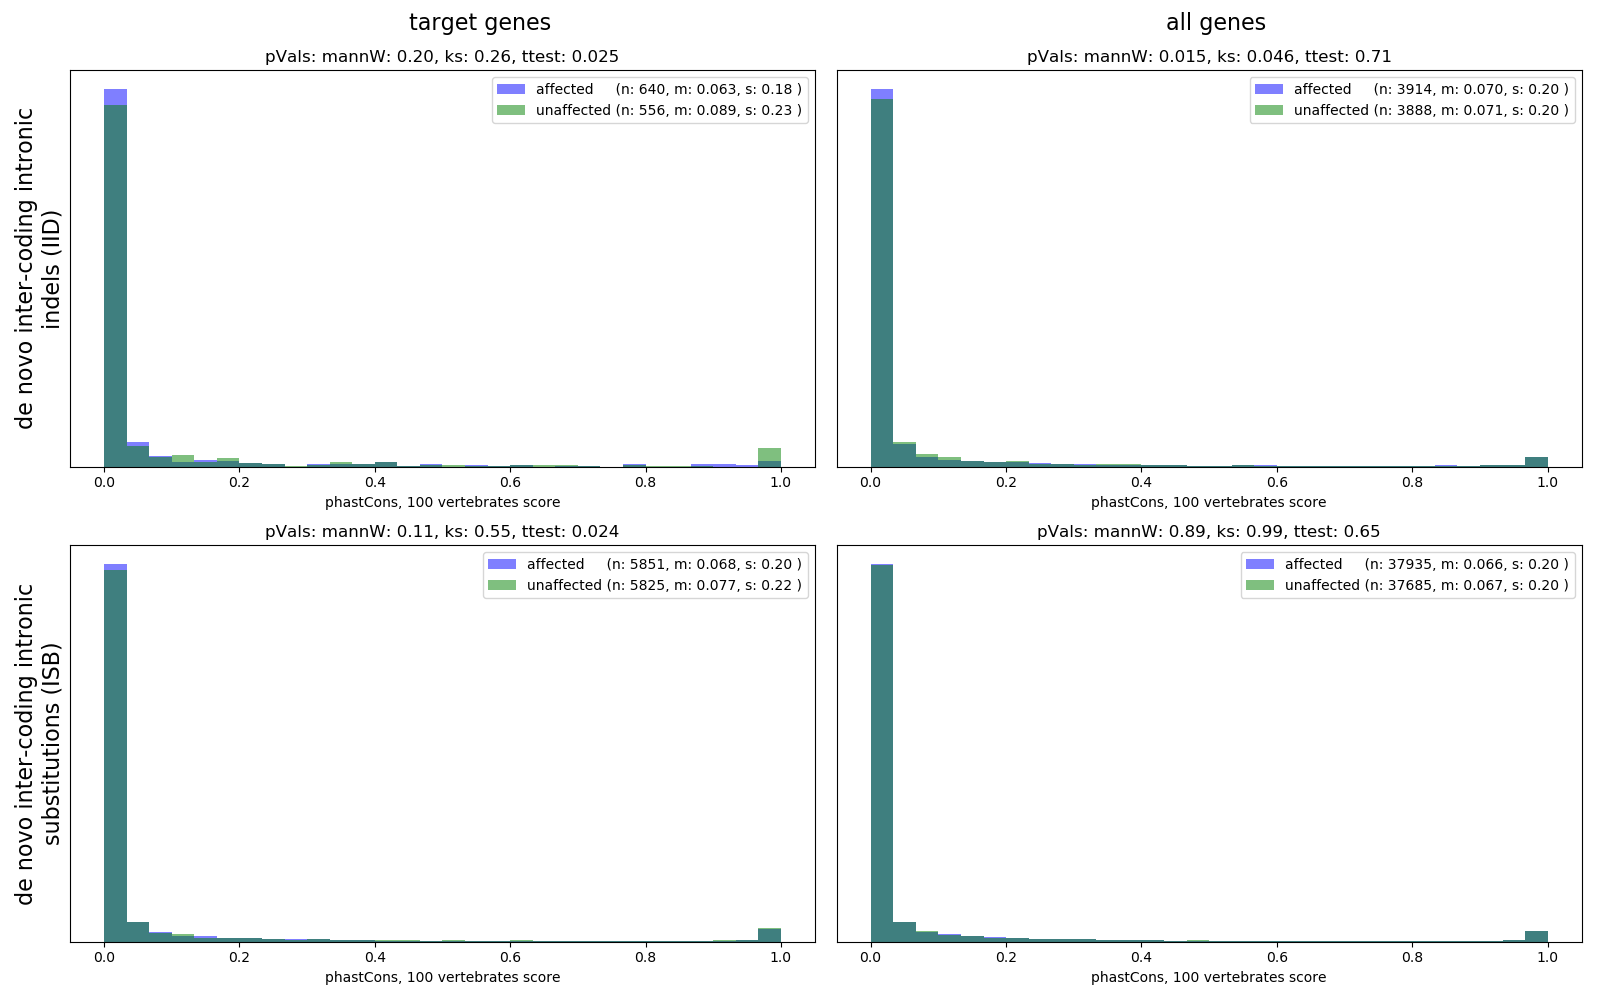 target genes
all genes
pVals: mannW: 0.20, ks: 0.26, ttest: 0.025
pVals: mannW: 0.015, ks: 0.046, ttest: 0.71
de novo inter-coding intronic
indels (IID)
affected (n: 640, m: 0.063, s: 0.18 )
unaffected (n: 556, m: 0.089, s: 0.23 )
affected (n: 3914, m: 0.070, s: 0.20 )
unaffected (n: 3888, m: 0.071, s: 0.20 )
0.0 0.2 0.4 0.6 0.8 1.0
0.0 0.2 0.4 0.6 0.8 1.0
phastCons, 100 vertebrates score
phastCons, 100 vertebrates score
pVals: mannW: 0.11, ks: 0.55, ttest: 0.024
pVals: mannW: 0.89, ks: 0.99, ttest: 0.65
de novo inter-coding intronic
substitutions (ISB)
affected (n: 5851, m: 0.068, s: 0.20 )
unaffected (n: 5825, m: 0.077, s: 0.22 )
affected (n: 37935, m: 0.066, s: 0.20 )
unaffected (n: 37685, m: 0.067, s: 0.20 )
0.0 0.2 0.4 0.6 0.8 1.0
0.0 0.2 0.4 0.6 0.8 1.0
phastCons, 100 vertebrates score
phastCons, 100 vertebrates score